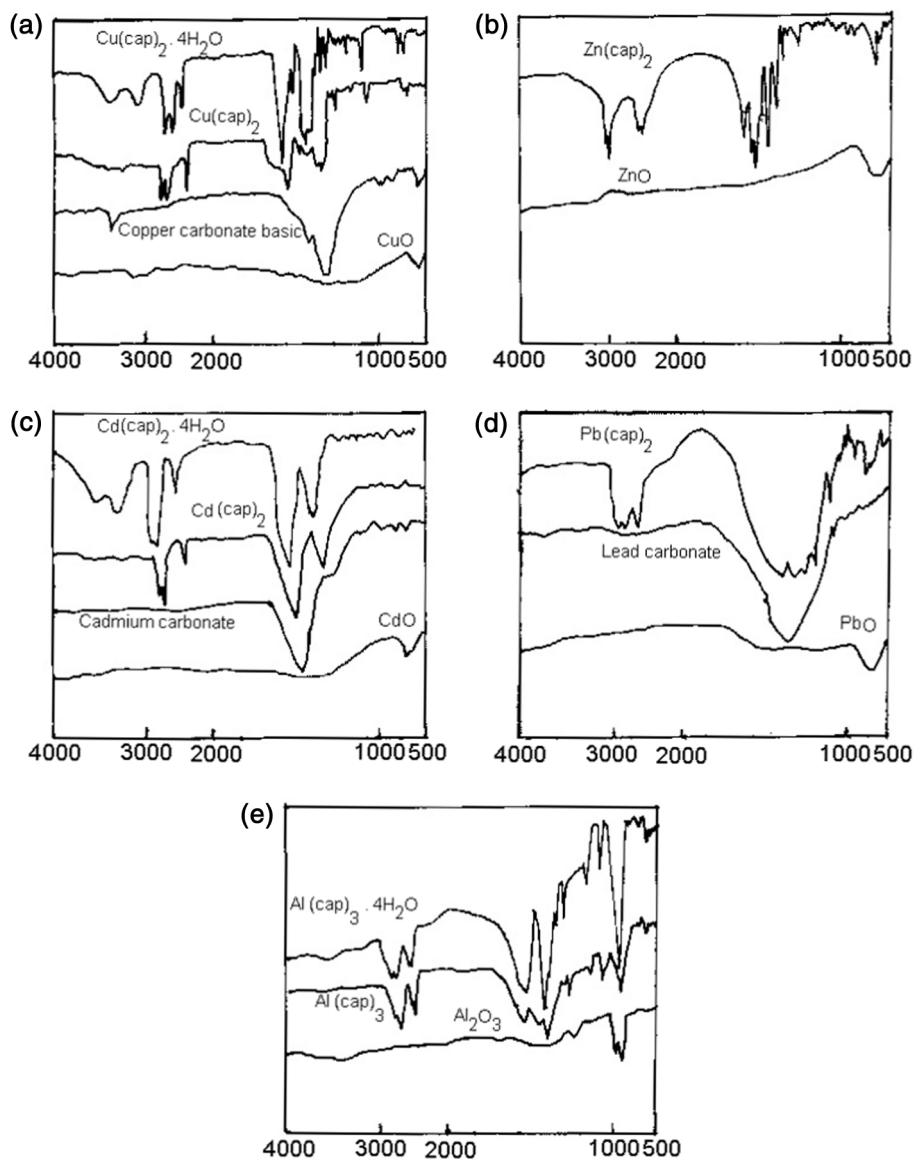 (a)
Cu(cap)₂ . 4H₂O
Cu(cap)₂
Copper carbonate basic
CuO
4000 3000 2000 1000 500
(b)
Zn(cap)₂
ZnO
4000 3000 2000 1000 500
(c)
Cd(cap)₂ . 4H₂O
Cd (cap)₂
Cadmium carbonate
CdO
4000 3000 2000 1000 500
(d)
Pb(cap)₂
Lead carbonate
PbO
4000 3000 2000 1000 500
(e)
Al (cap)₃ . 4H₂O
Al (cap)₃
Al₂O₃
4000 3000 2000 1000 500